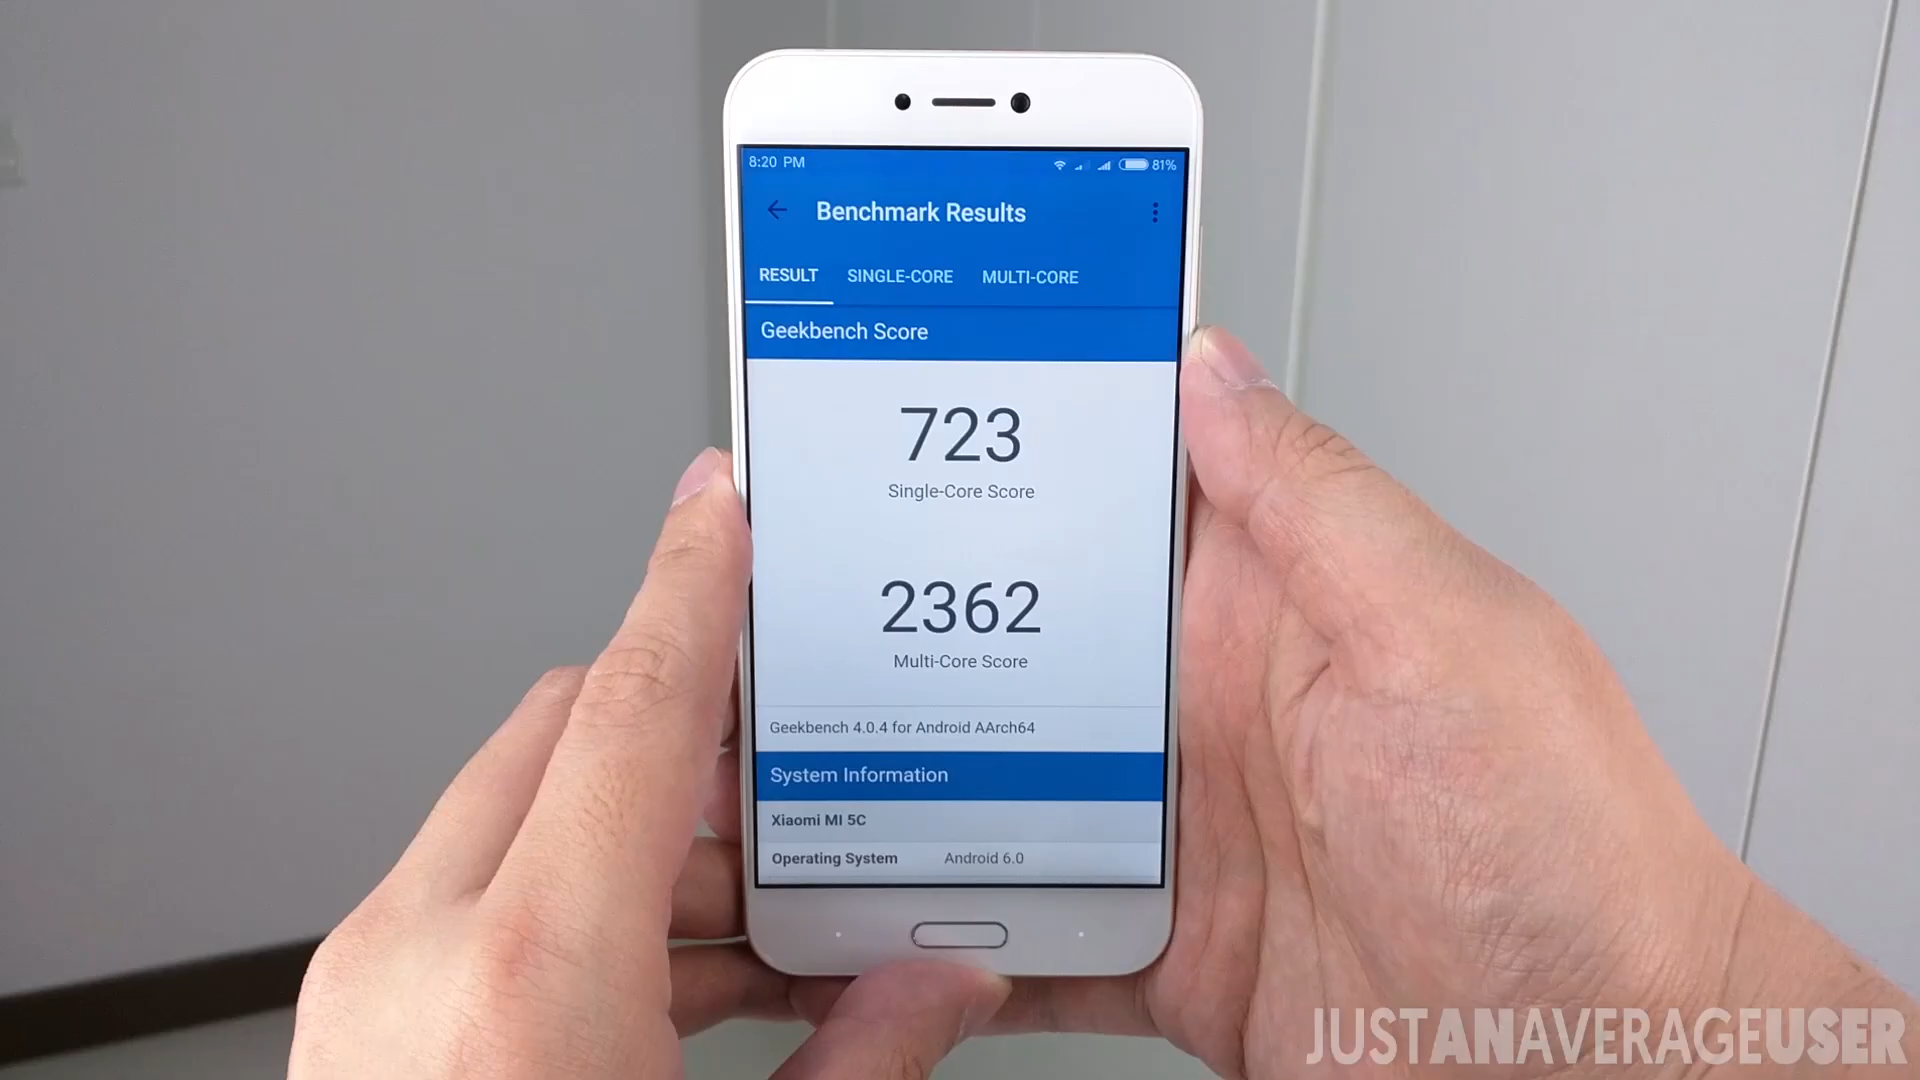 8:20 PM 81%
Benchmark Results
RESULT SINGLE-CORE MULTI-CORE
Geekbench Score
723
Single-Core Score
2362
Multi-Core Score
Geekbench 4.0.4 for Android AArch64
System Information
Xiaomi MI 5C
Operating System Android 6.0
JUSTANAVERAGEUSER